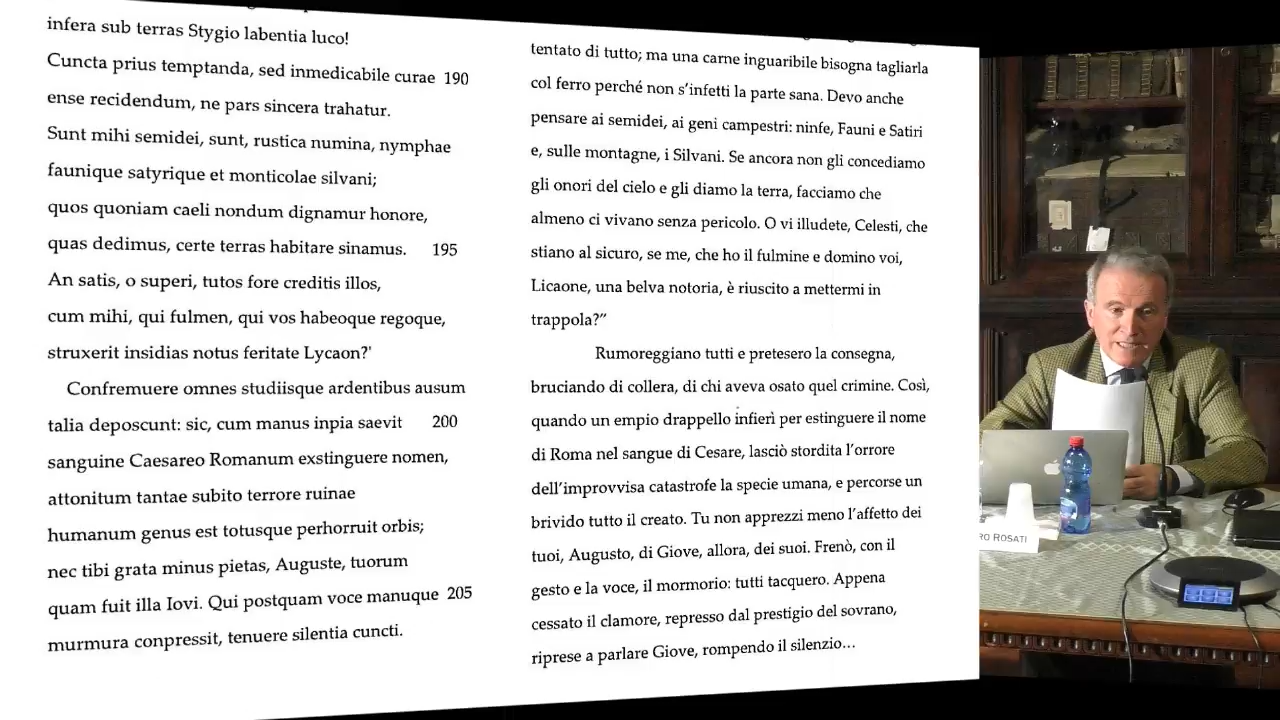 infera sub terras Stygio labentia luco!
Cuncta prius temptanda, sed inmedicabile curae 190
ense recidendum, ne pars sincera trahatur.
Sunt mihi semidei, sunt, rustica numina, nymphae
faunique satyrique et monticolae silvani;
quos quoniam caeli nondum dignamur honore,
quas dedimus, certe terras habitare sinamus. 195
An satis, o superi, tutos fore creditis illos,
cum mihi, qui fulmen, qui vos habeoque regoque,
struxerit insidias notus feritate Lycaon?'
Confremuere omnes studiisque ardentibus ausum
talia deposcunt: sic, cum manus inpia saevit 200
sanguine Caesareo Romanum exstinguere nomen,
attonitum tantae subito terrore ruinae
humanum genus est totusque perhorruit orbis;
nec tibi grata minus pietas, Auguste, tuorum
quam fuit illa Iovi. Qui postquam voce manuque 205
murmura conpressit, tenuere silentia cuncti.
tentato di tutto; ma una carne inguaribile bisogna tagliarla
col ferro perché non s'infetti la parte sana. Devo anche
pensare ai semidei, ai geni campestri: ninfe, Fauni e Satiri
e, sulle montagne, i Silvani. Se ancora non gli concediamo
gli onori del cielo e gli diamo la terra, facciamo che
almeno ci vivano senza pericolo. O vi illudete, Celesti, che
stiano al sicuro, se me, che ho il fulmine e domino voi,
Licaone, una belva notoria, è riuscito a mettermi in
trappola?"
Rumoreggiano tutti e pretesero la consegna,
bruciando di collera, di chi aveva osato quel crimine. Così,
quando un empio drappello infierì per estinguere il nome
di Roma nel sangue di Cesare, lasciò stordita l'orrore
dell'improvvisa catastrofe la specie umana, e percorse un
brivido tutto il creato. Tu non apprezzi meno l'affetto dei
tuoi, Augusto, di Giove, allora, dei suoi. Frenò, con il
gesto e la voce, il mormorio: tutti tacquero. Appena
cessato il clamore, represso dal prestigio del sovrano,
riprese a parlare Giove, rompendo il silenzio…
RO ROSATI